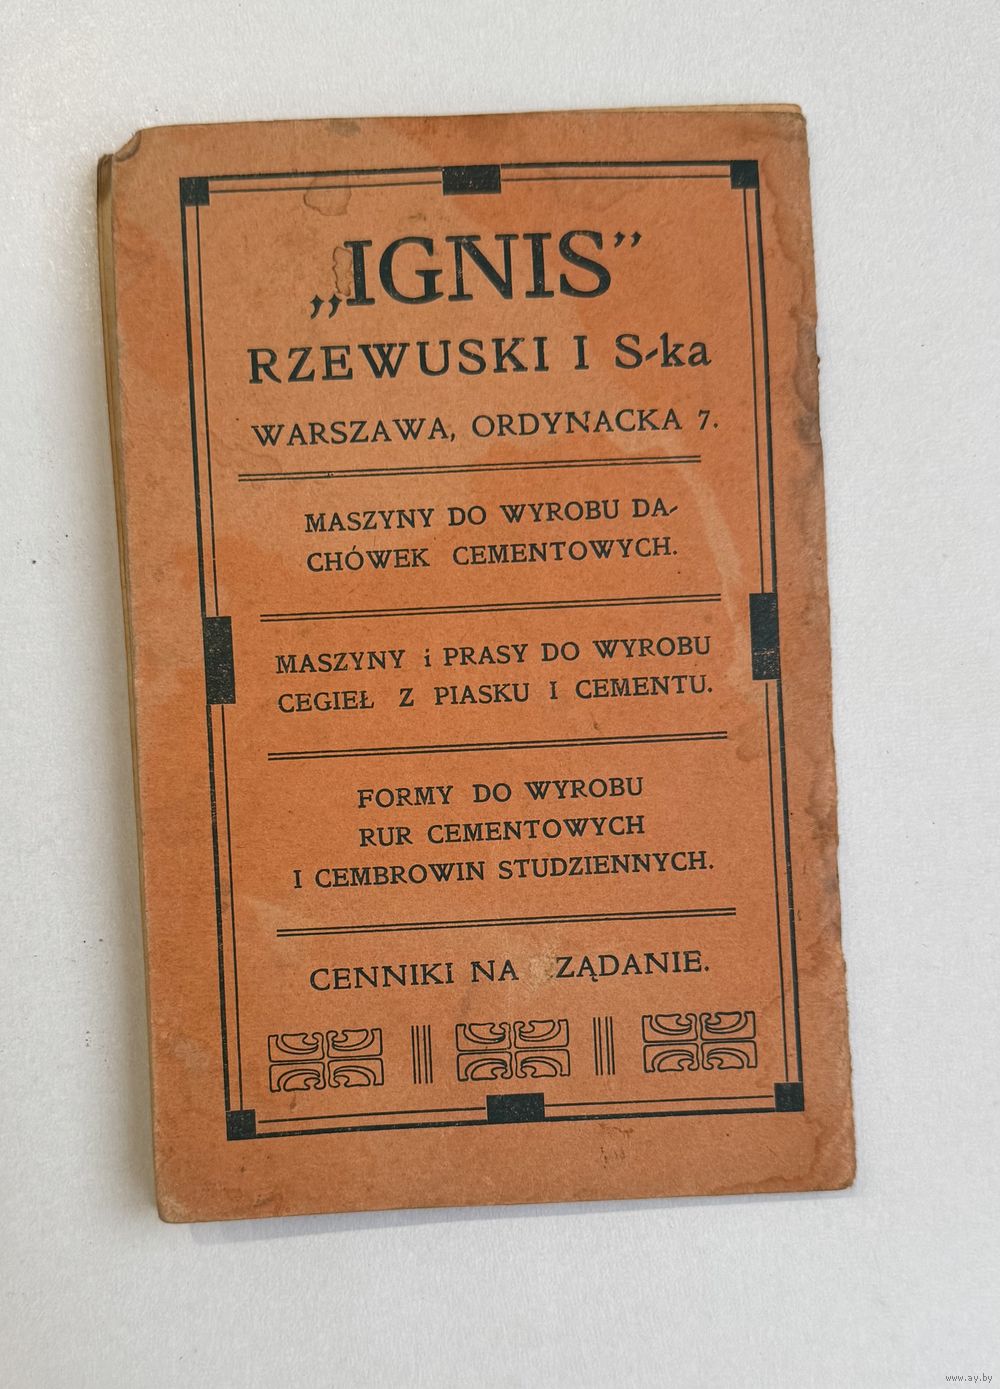 „IGNIS”
RZEWUSKI I S-ka
WARSZAWA, ORDYNACKA 7.
MASZYNY DO WYROBU DA-
CHÓWEK CEMENTOWYCH.
MASZYNY i PRASY DO WYROBU
CEGIEŁ Z PIASKU I CEMENTU.
FORMY DO WYROBU
RUR CEMENTOWYCH
I CEMBROWIN STUDZIENNYCH.
CENNIKI NA ZĄDANIE.
www.ay.by